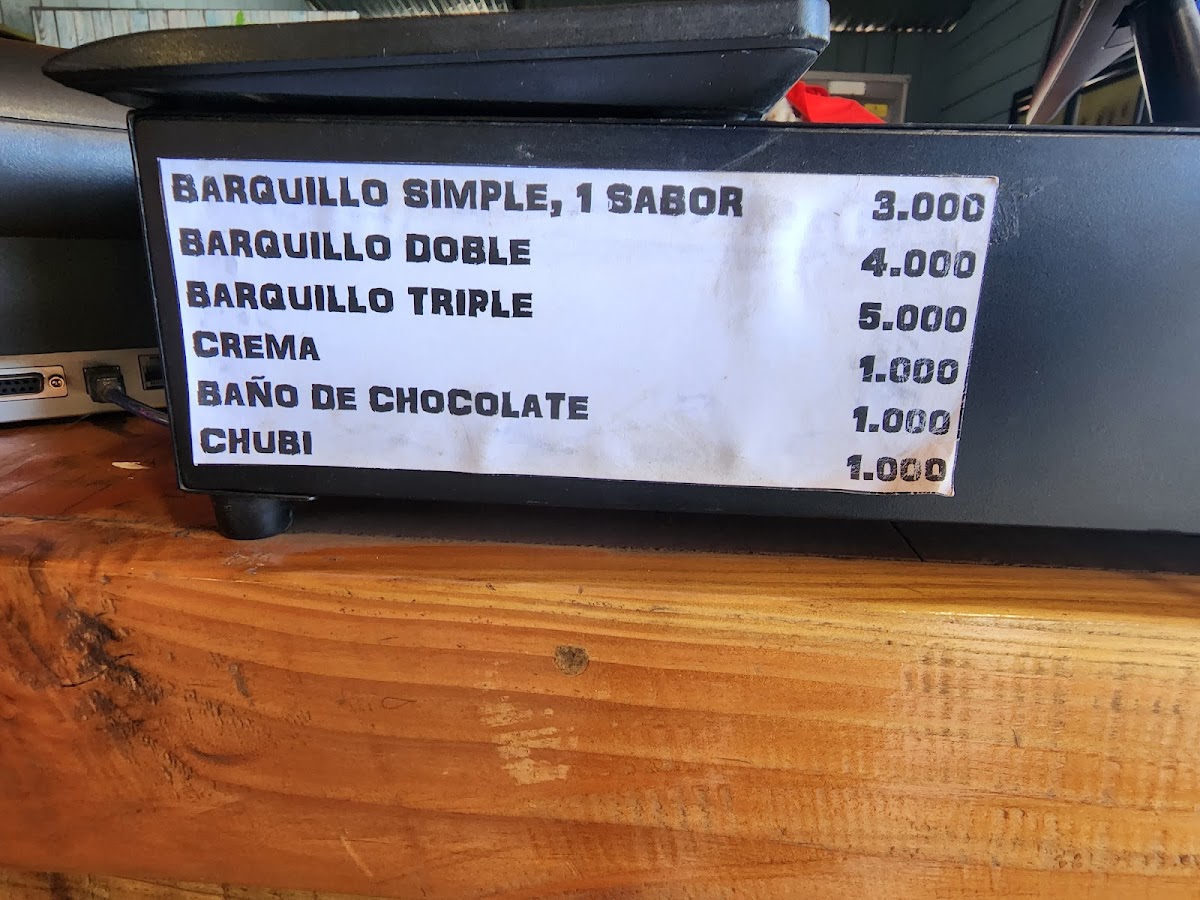 BARQUILLO SIMPLE, 1 SABOR 3.000
BARQUILLO DOBLE 4.000
BARQUILLO TRIPLE 5.000
CREMA 1.000
BAÑO DE CHOCOLATE 1.000
CHUBI 1.000